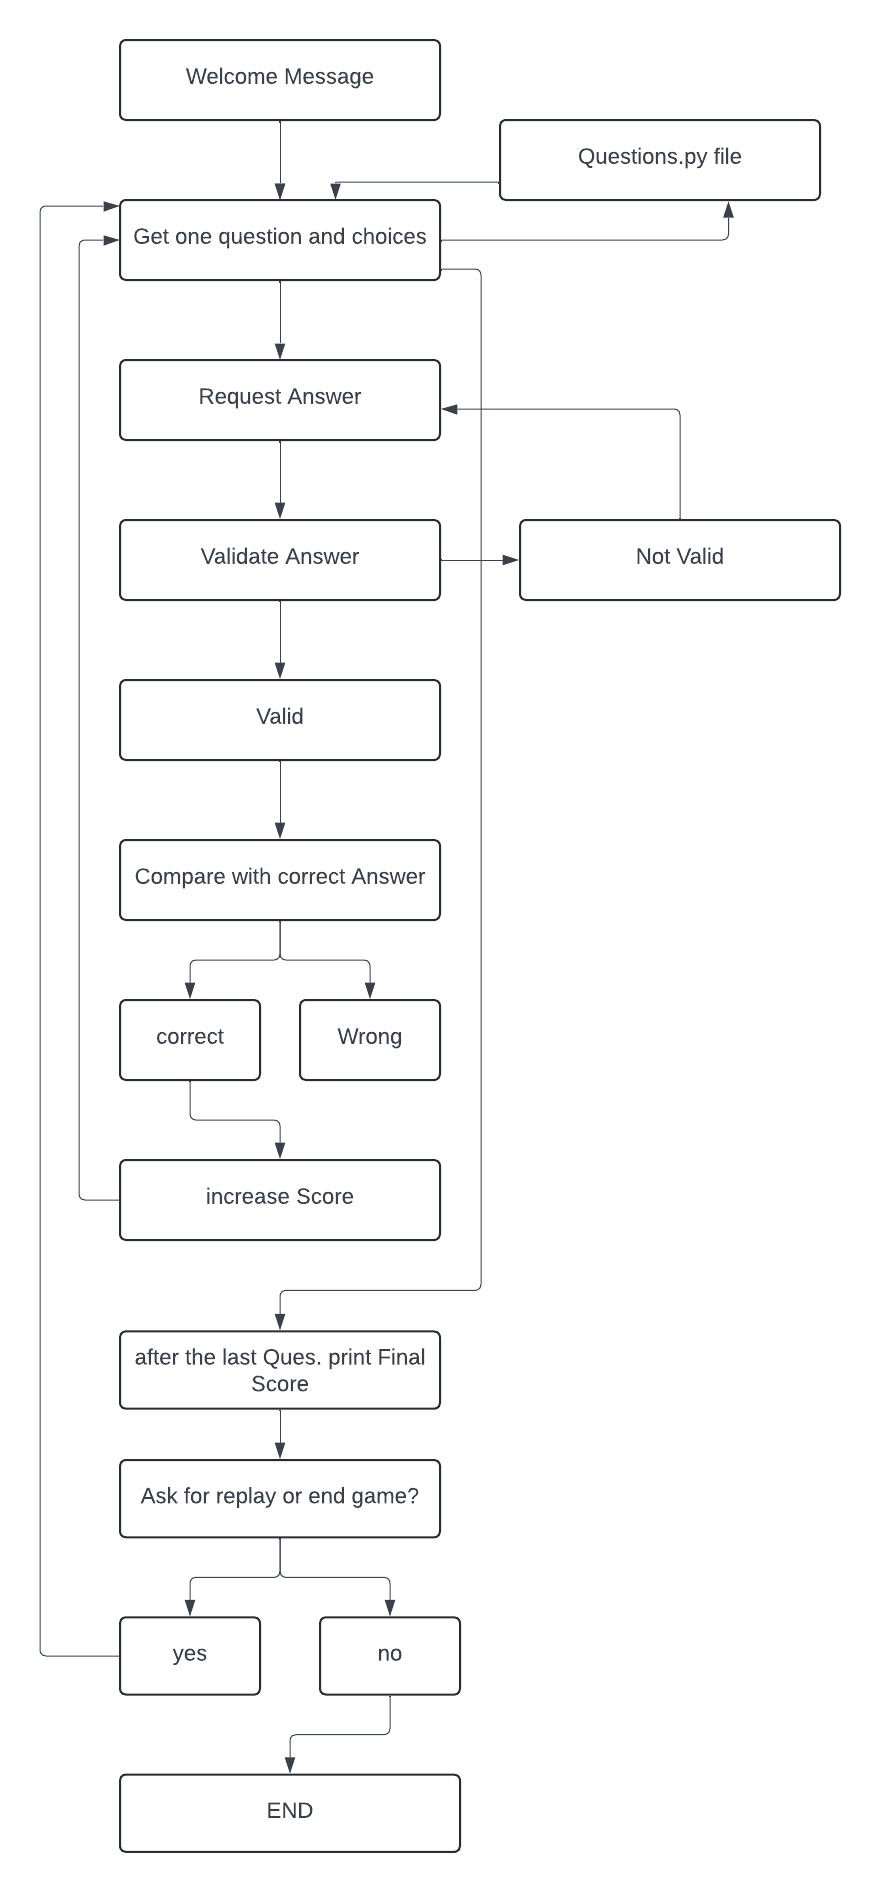 Welcome Message
Questions.py file
Get one question and choices
Request Answer
Validate Answer
Not Valid
Valid
Compare with correct Answer
correct
Wrong
increase Score
after the last Ques. print Final
Score
Ask for replay or end game?
yes
no
END